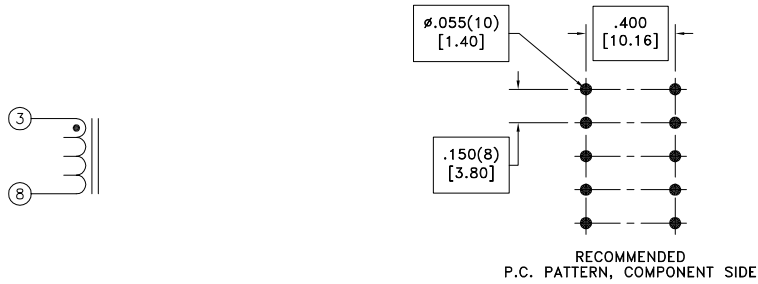 ø.055(10)
[1.40]
.400
[10.16]
3
.150(8)
[3.80]
8
RECOMMENDED
P.C. PATTERN, COMPONENT SIDE